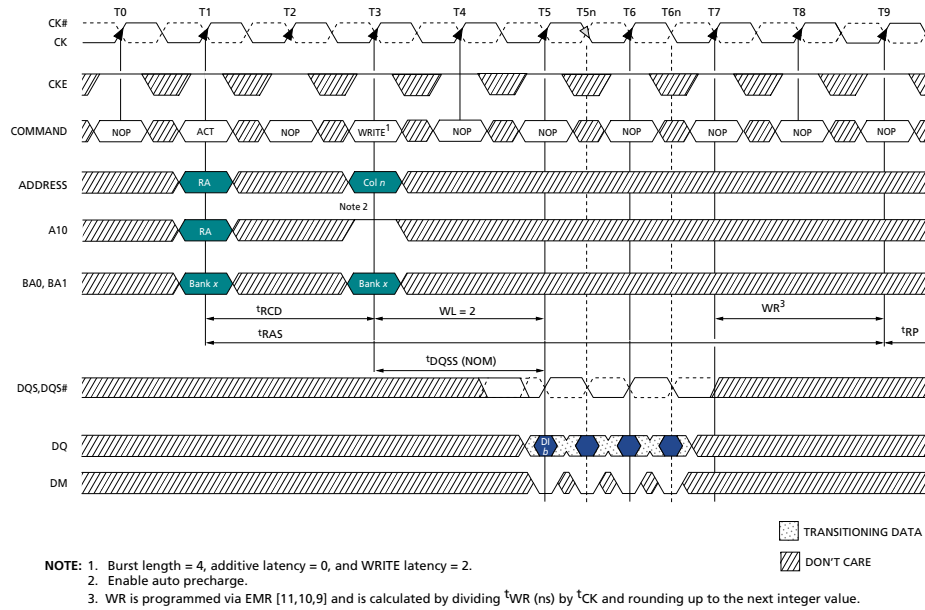 CK# T0 T1 T2 T3 T4 T5 T5n T6 T6n T7 T8 T9
CK
CKE
COMMAND NOP ACT NOP WRITE1 NOP NOP NOP NOP NOP NOP
ADDRESS RA Col n
Note 2
A10 RA
BA0, BA1 Bank x Bank x
tRCD WL = 2 WR3
tRAS tRP
tDQSS (NOM)
DQS,DQS#
DQ DI b
DM
TRANSITIONING DATA
DON'T CARE
NOTE: 1. Burst length = 4, additive latency = 0, and WRITE latency = 2.
2. Enable auto precharge.
3. WR is programmed via EMR [11,10,9] and is calculated by dividing tWR (ns) by tCK and rounding up to the next integer value.